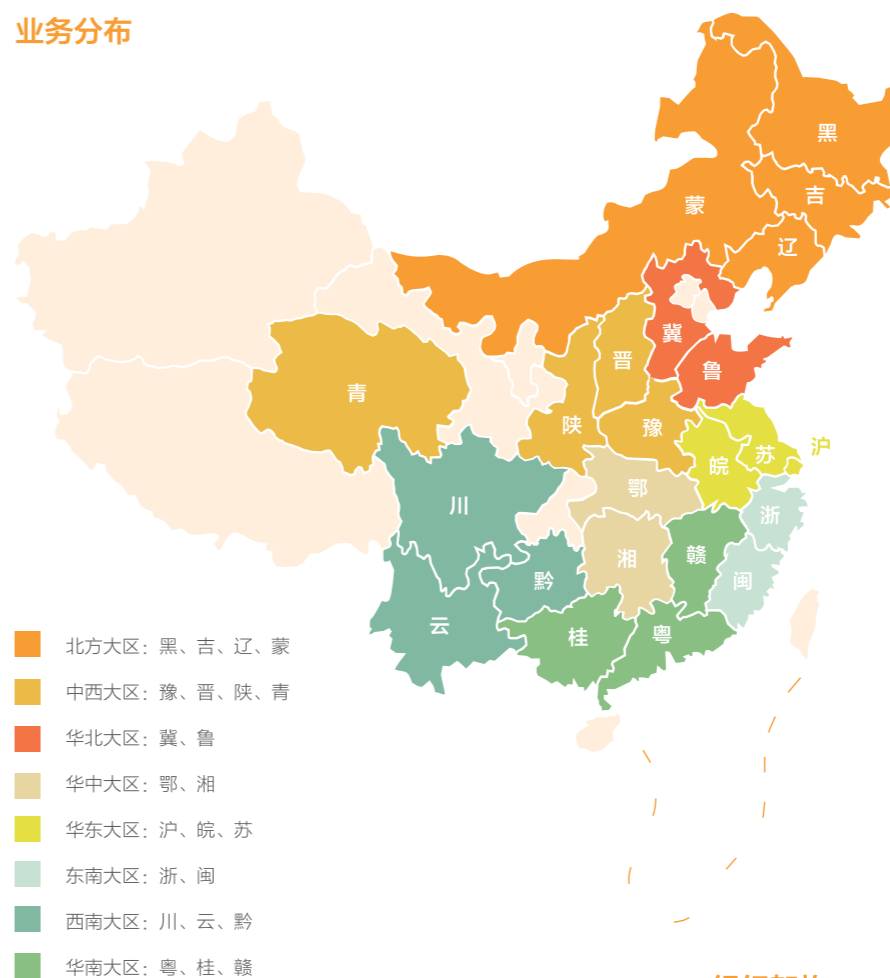 业务分布
黑
吉
蒙
辽
冀
晋
鲁
青
陕
豫
沪
苏
皖
川
鄂
浙
赣
湘
黔
闽
云
桂
粤
北方大区：黑、吉、辽、蒙
中西大区：豫、晋、陕、青
华北大区：冀、鲁
华中大区：鄂、湘
华东大区：沪、皖、苏
东南大区：浙、闽
西南大区：川、云、黔
华南大区：粤、桂、赣